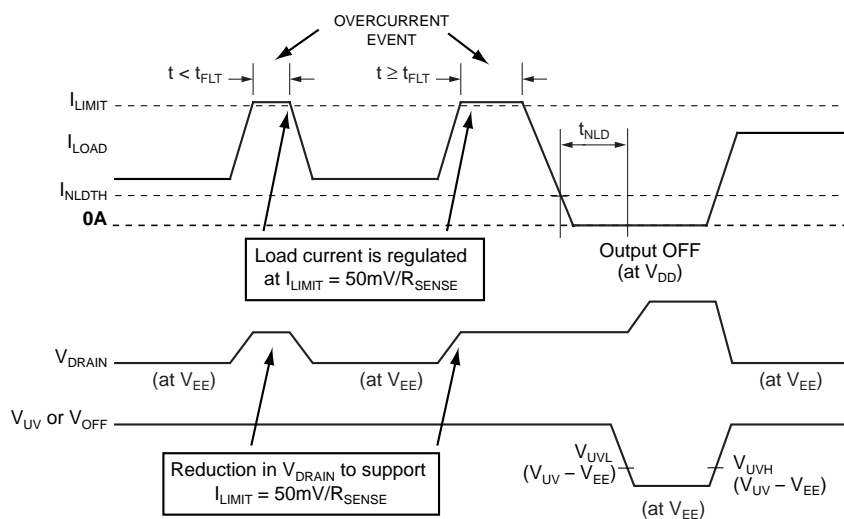 OVERCURRENT
EVENT
t < tFLT
t ≥ tFLT
ILIMIT
ILOAD
tNLD
INLDTH
0A
Load current is regulated
at ILIMIT = 50mV/RSENSE
Output OFF
(at VDD)
VDRAIN
(at VEE)
(at VEE)
(at VEE)
VUV or VOFF
Reduction in VDRAIN to support
ILIMIT = 50mV/RSENSE
VUVL
(VUV – VEE)
VUVH
(VUV – VEE)
(at VEE)